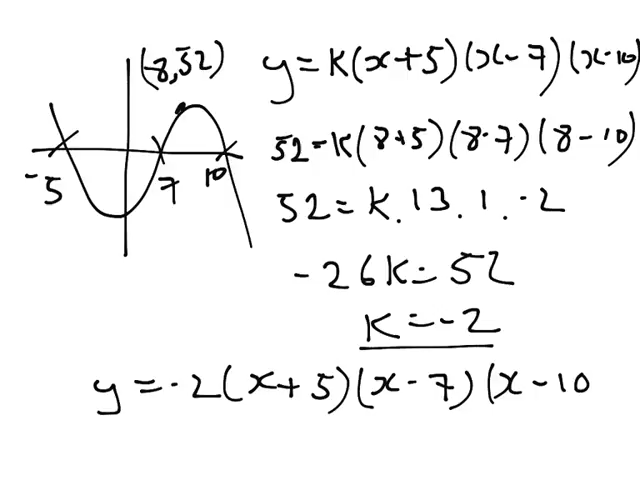 (-8,52)
y=K(x+5)(x-7)(x-10)
52=K(8+5)(8-7)(8-10)
-5 7 10
52=K.13.1.-2
-26K=52
K=-2
y=-2(x+5)(x-7)(x-10